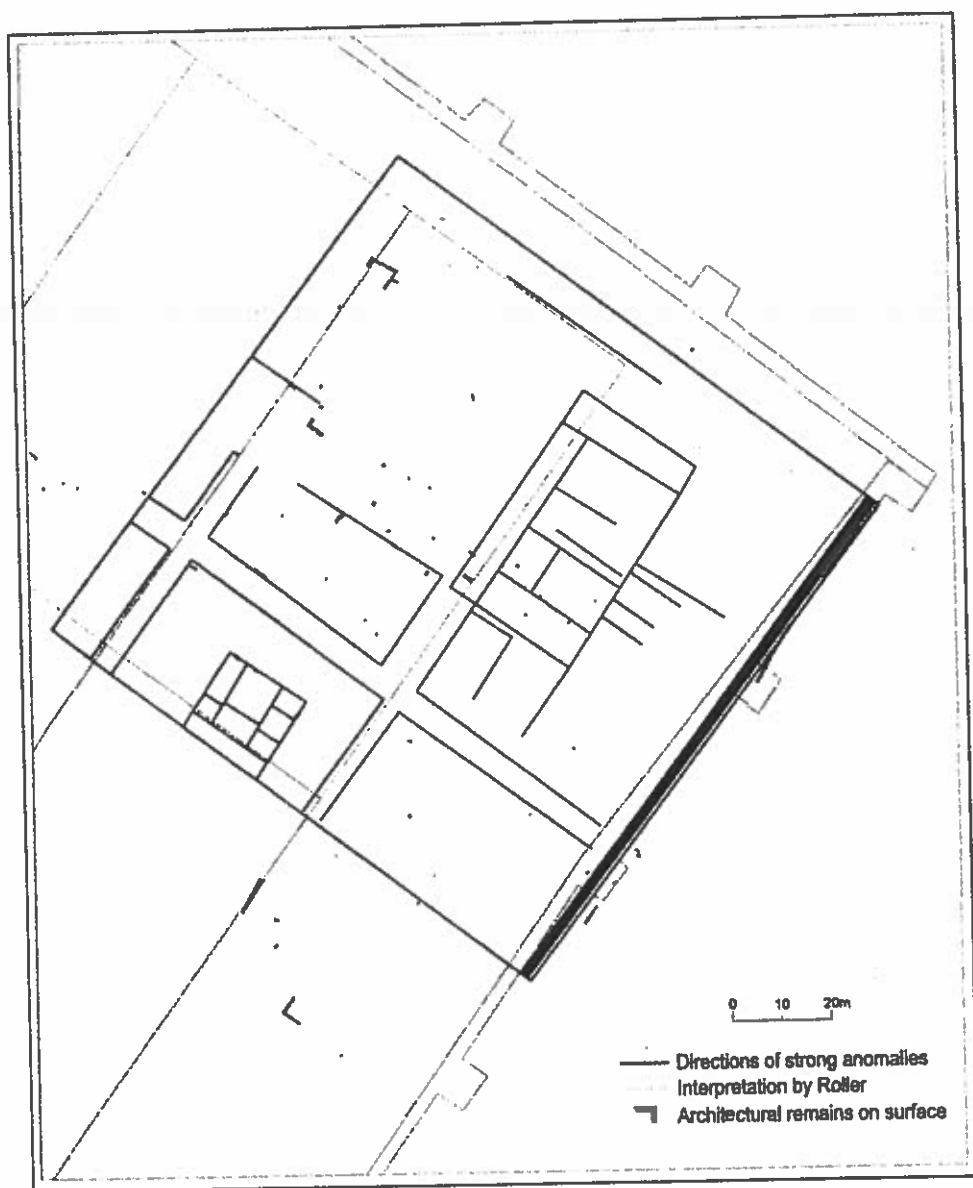 0 10 20m
Directions of strong anomalies
Interpretation by Roller
Architectural remains on surface